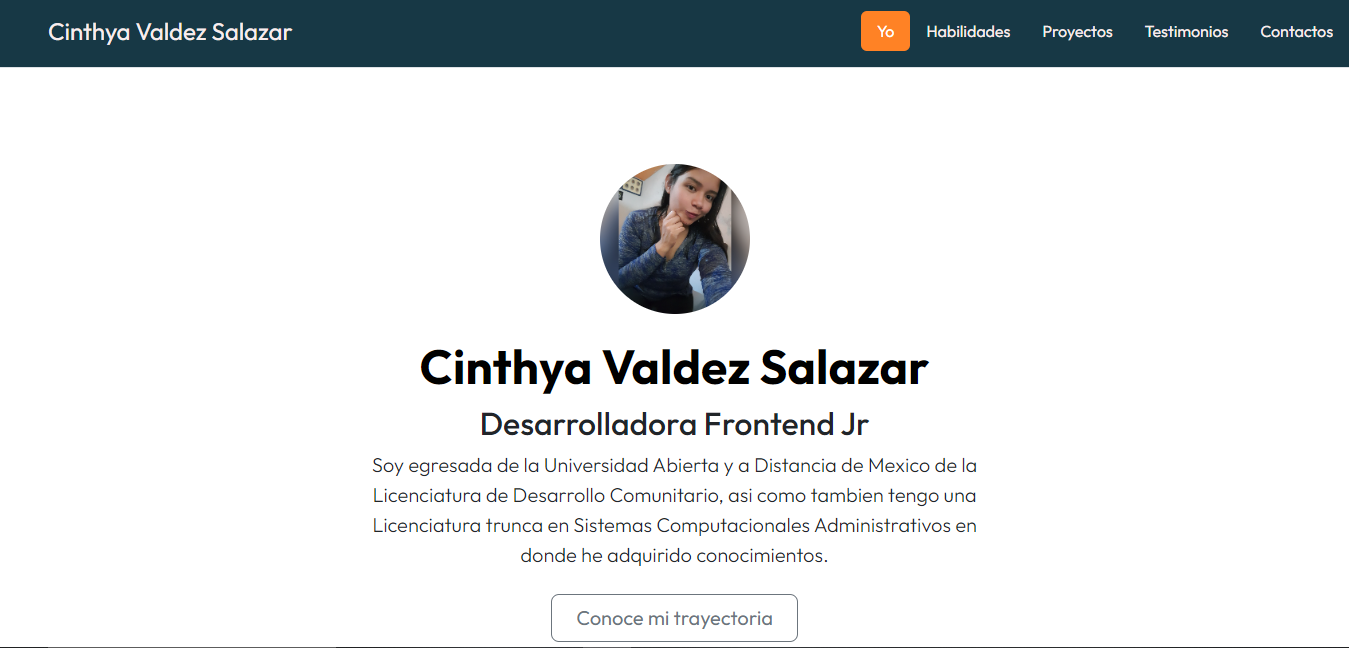 Cinthya Valdez Salazar
Yo Habilidades Proyectos Testimonios Contactos
Cinthya Valdez Salazar
Desarrolladora Frontend Jr
Soy egresada de la Universidad Abierta y a Distancia de Mexico de la
Licenciatura de Desarrollo Comunitario, asi como tambien tengo una
Licenciatura trunca en Sistemas Computacionales Administrativos en
donde he adquirido conocimientos.
Conoce mi trayectoria